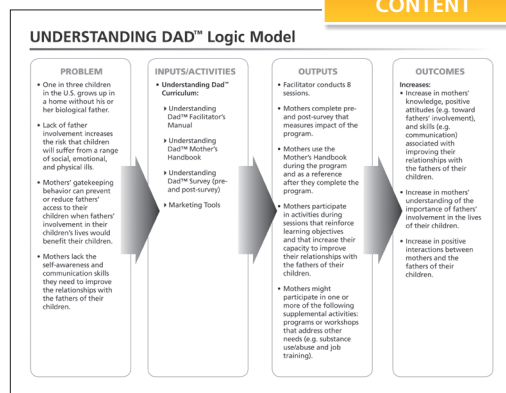 CONTENT
UNDERSTANDING DAD™ Logic Model
PROBLEM
• One in three children
in the U.S. grows up in
a home without his or
her biological father.
• Lack of father
involvement increases
the risk that children
will suffer from a range
of social, emotional,
and physical ills.
• Mothers' gatekeeping
behavior can prevent
or reduce fathers'
access to their
children when fathers'
involvement in their
children's lives would
benefit their children.
• Mothers lack the
self-awareness and
communication skills
they need to improve
the relationships with
the fathers of their
children.
INPUTS/ACTIVITIES
• Understanding Dad™
Curriculum:
Understanding
Dad™ Facilitator's
Manual
Understanding
Dad™ Mother's
Handbook
Understanding
Dad™ Survey (pre-
and post-survey)
Marketing Tools
OUTPUTS
• Facilitator conducts 8
sessions.
• Mothers complete pre-
and post-survey that
measures impact of the
program.
• Mothers use the
Mother's Handbook
during the program
and as a reference
after they complete the
program.
• Mothers participate
in activities during
sessions that reinforce
learning objectives
and that increase their
capacity to improve
their relationships with
the fathers of their
children.
• Mothers might
participate in one or
more of the following
supplemental activities:
programs or workshops
that address other
needs (e.g. substance
use/abuse and job
training).
OUTCOMES
Increases:
• Increase in mothers'
knowledge, positive
attitudes (e.g. toward
fathers' involvement),
and skills (e.g.
communication)
associated with
improving their
relationships with
the fathers of their
children.
• Increase in mothers'
understanding of the
importance of fathers'
involvement in the lives
of their children.
• Increase in positive
interactions between
mothers and the
fathers of their
children.